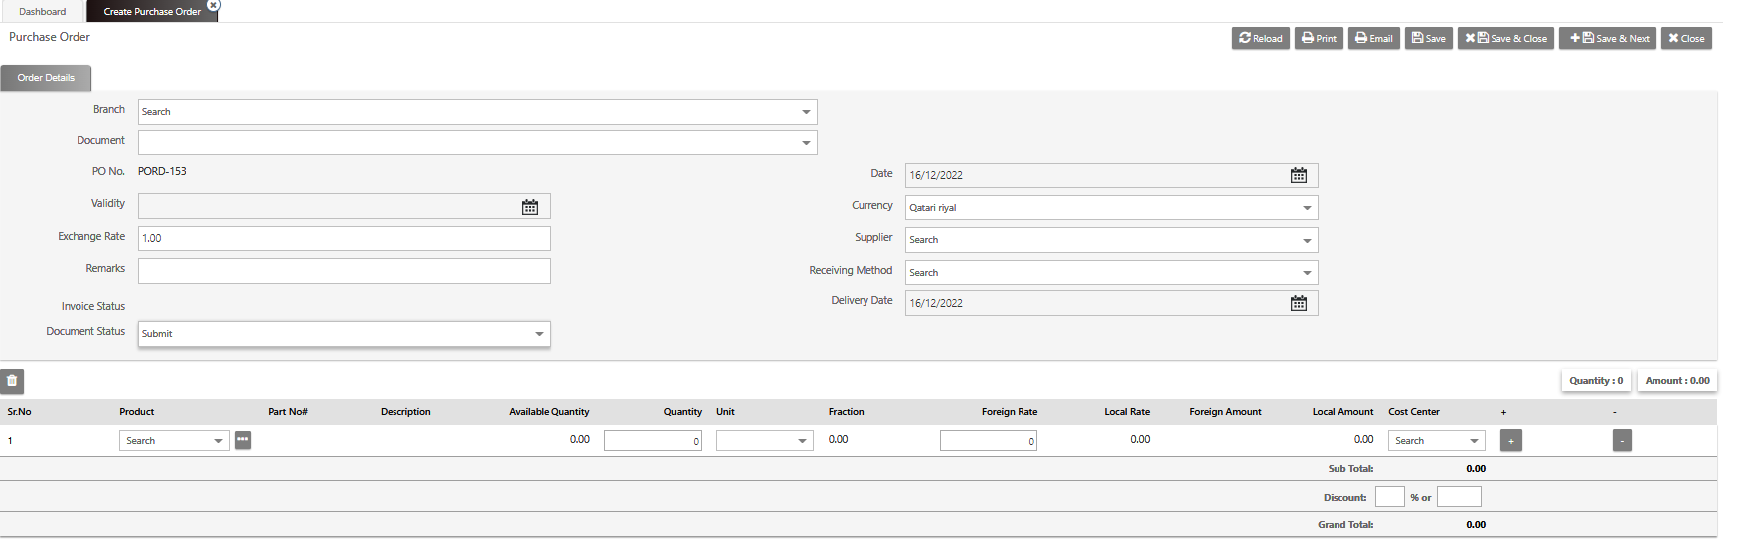 Dashboard Create Purchase Order
Purchase Order Reload Print Email Save Save & Close Save & Next Close
Order Details
Branch Search
Document
PO No. PORD-153 Date 16/12/2022
Validity Currency Qatari riyal
Exchange Rate 1.00 Supplier Search
Remarks Receiving Method Search
Invoice Status Delivery Date 16/12/2022
Document Status Submit
Quantity : 0 Amount : 0.00
Sr.No Product Part No# Description Available Quantity Quantity Unit Fraction Foreign Rate Local Rate Foreign Amount Local Amount Cost Center + -
1 Search *** 0.00 0 0.00 0 0.00 0.00 Search + -
Sub Total: 0.00
Discount: % or
Grand Total: 0.00